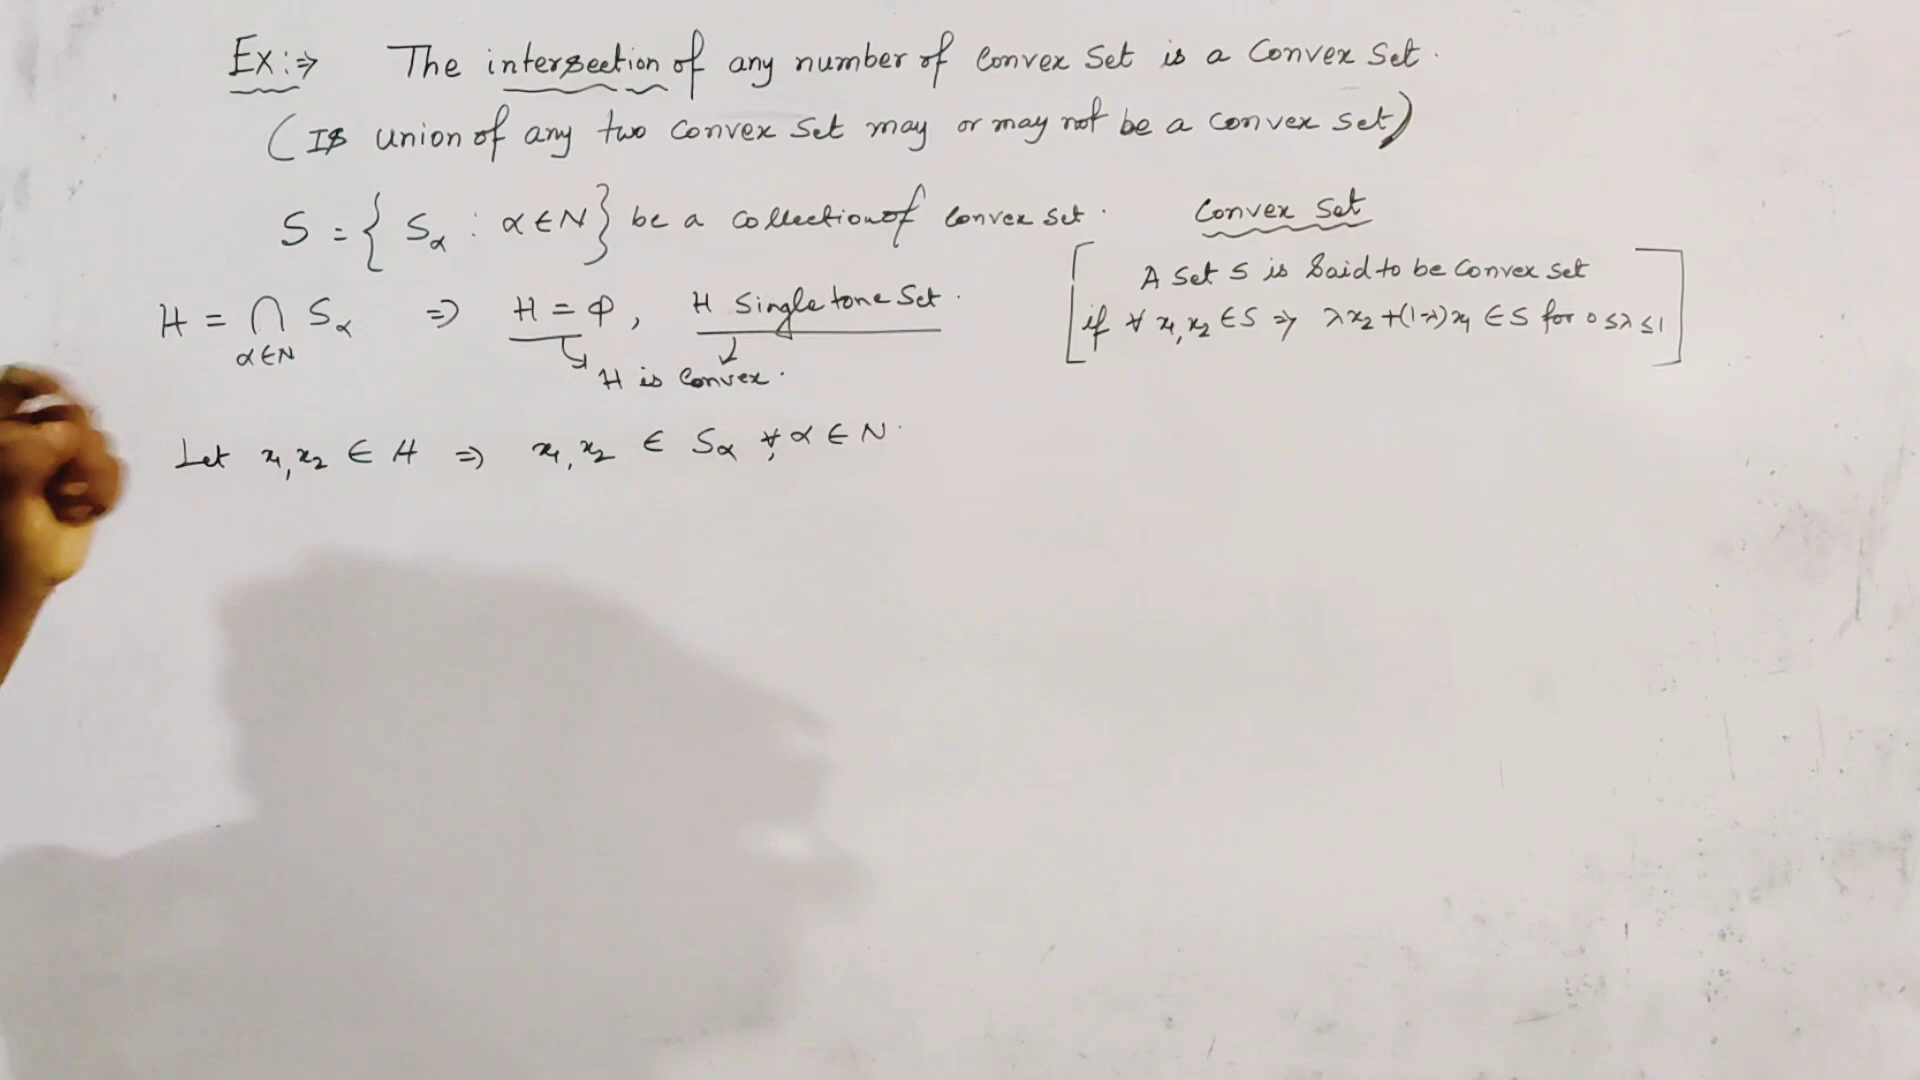 Ex:⇒ The intersection of any number of Convex Set is a Convex Set.
(IS union of any two convex Set may or may not be a convex set)
S = { Sα : α ∈ N } be a collection of convex set.
Convex Set
[ A set S is Said to be Convex set
if ∀ x₁, x₂ ∈ S ⇒ λx₂ + (1-λ)x₁ ∈ S for 0 ≤ λ ≤ 1 ]
H = ∩ Sα ⇒ H = Φ, H Singletone Set.
α ∈ N
H is Convex.
Let x₁, x₂ ∈ H ⇒ x₁, x₂ ∈ Sα ∀, α ∈ N.